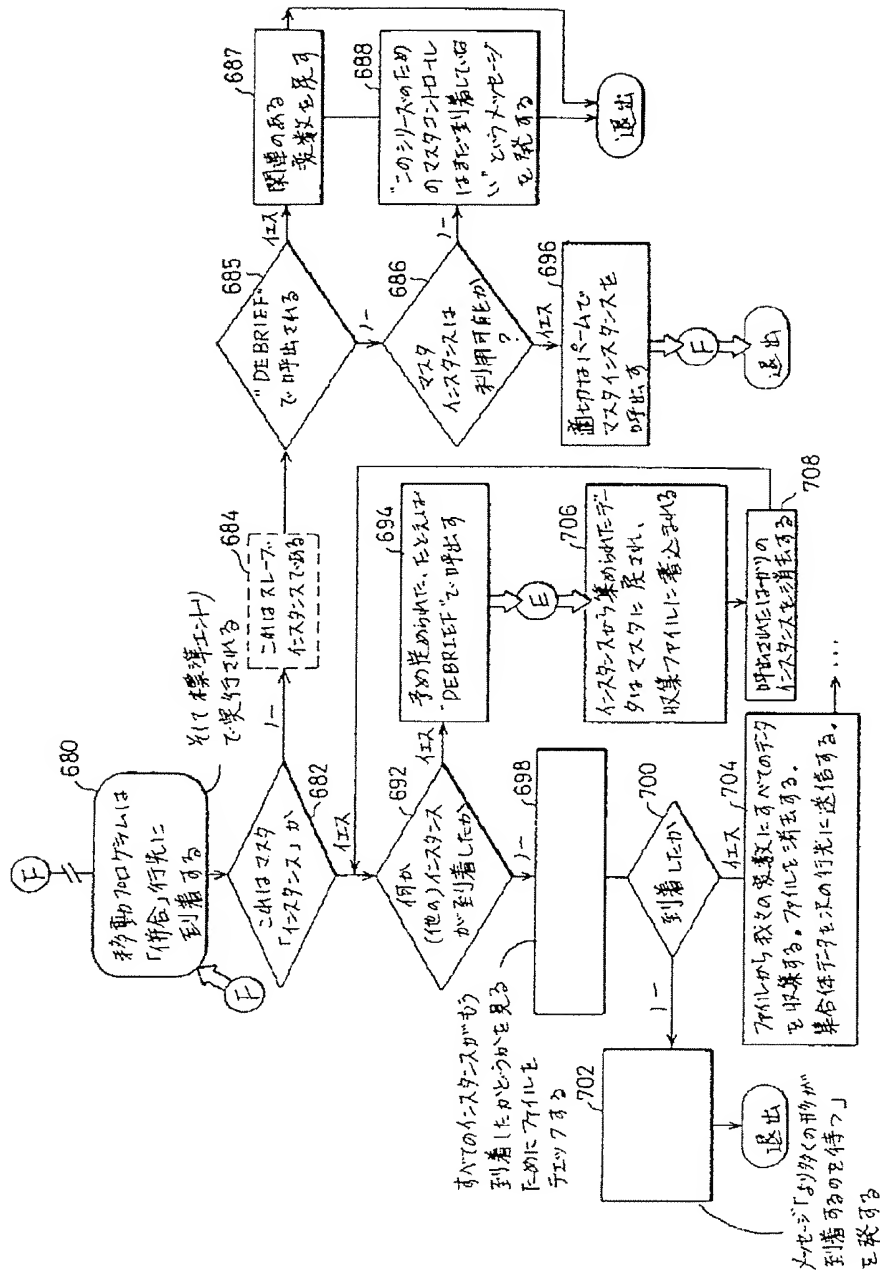 F
680
移動プログラムは
「併合」行先に
到着する
F
そして標準エントリ
で実行される
これはマスタ
「インスタンス」か
682
ノー
イエス
684
これはスレーブ
インスタンスである
685
"DEBRIEF"
で呼出される
イエス
ノー
687
関連のある
変数を戻す
686
マスタ
インスタンスは
利用可能か
?
ノー
イエス
688
"このシリーズのため
のマスタコントロール
はまだ到着していな
い"というメッセージ
を発する
退出
696
適切なパームで
マスタインスタンスを
呼出す
F
退出
692
何か
(他の)インスタンス
が到着したか
イエス
ノー
694
予め定められた、たとえば
"DEBRIEF"で呼出す
E
706
インスタンスから集められたデー
タはマスタに戻され、
収集ファイルに書込まれる
708
呼出されたばかりの
インスタンスを消去する
698
すべてのインスタンスがもう
到着したかどうかを見る
ためにファイルを
チェックする
700
到着したか
イエス
ノー
704
ファイルから我々の変数にすべてのデータ
を収集する。ファイルを消去する。
集合体データを次の行先に送信する。
...
702
メッセージ「より多くの形が
到着するのを待つ」
を発する
退出